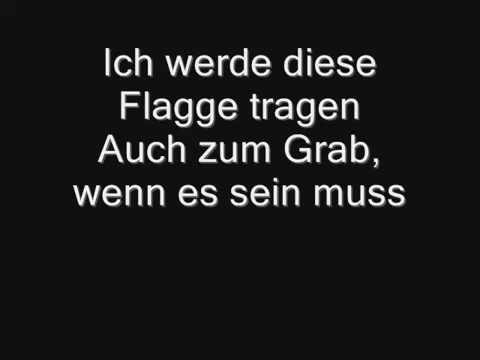 Ich werde diese
Flagge tragen
Auch zum Grab,
wenn es sein muss